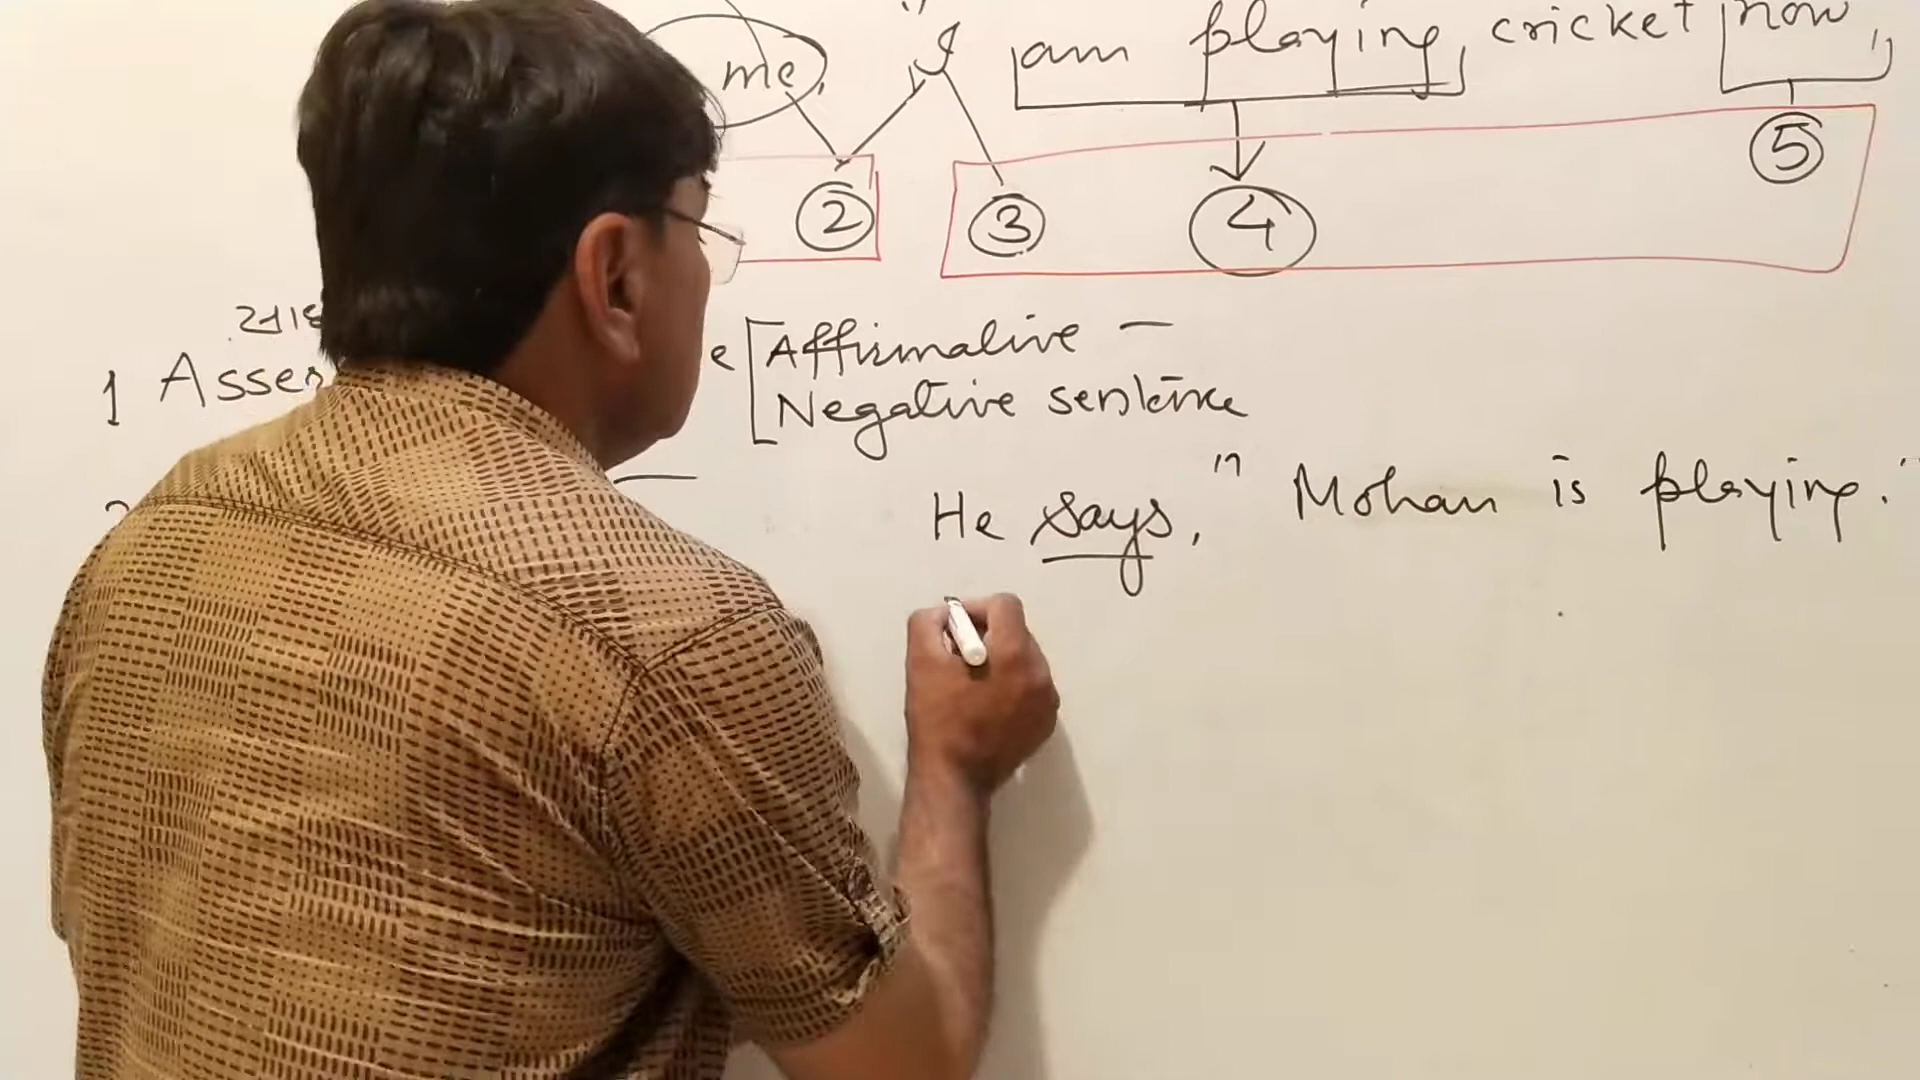 me, " I am playing cricket now,
② ③ ④ ⑤
1 Asser
e [ Affirmative —
Negative sentence
He says, " Mohan is playing."